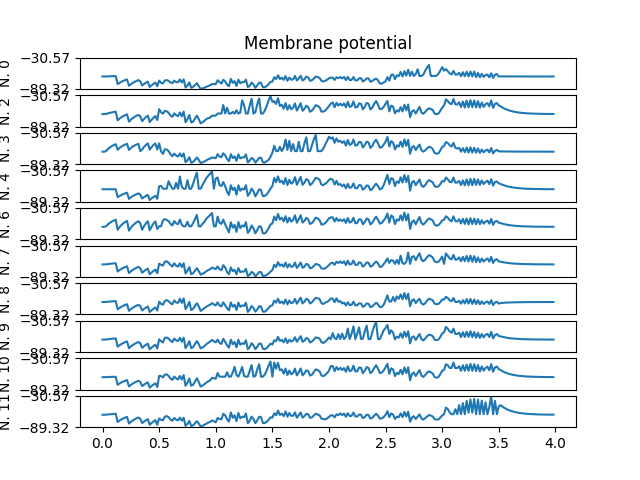 Membrane potential
−30.57
N. 0
−89.32
−30.57
N. 2
−89.32
−30.57
N. 3
−89.32
−30.57
N. 4
−89.32
−30.57
N. 6
−89.32
−30.57
N. 7
−89.32
−30.57
N. 8
−89.32
−30.57
N. 9
−89.32
−30.57
N. 10
−89.32
−30.57
N. 11
−89.32
0.0 0.5 1.0 1.5 2.0 2.5 3.0 3.5 4.0